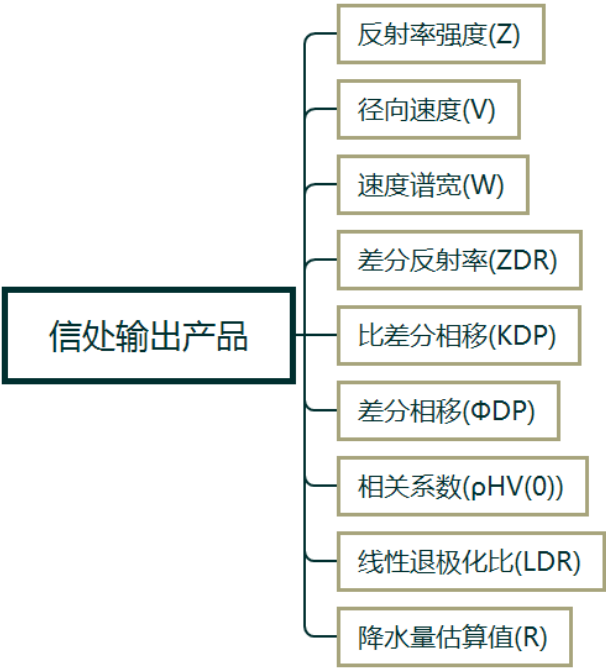 反射率强度(Z)
径向速度(V)
速度谱宽(W)
差分反射率(ZDR)
信处输出产品
比差分相移(KDP)
差分相移(ΦDP)
相关系数(ρHV(0))
线性退极化比(LDR)
降水量估算值(R)